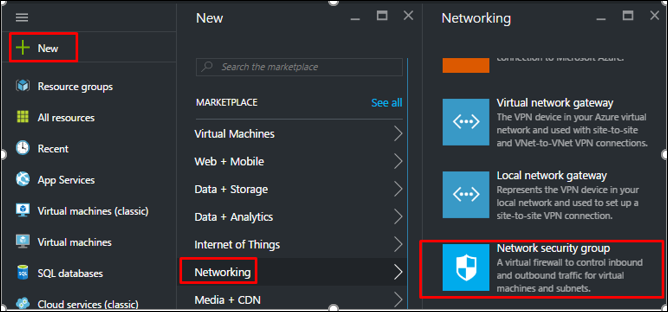 New
Resource groups
All resources
Recent
App Services
Virtual machines (classic)
Virtual machines
SQL databases
Cloud services (classic)
New
Search the marketplace
MARKETPLACE
See all
Virtual Machines
Web + Mobile
Data + Storage
Data + Analytics
Internet of Things
Networking
Media + CDN
Networking
connection to Microsoft Azure.
Virtual network gateway
The VPN device in your Azure virtual
network and used with site-to-site
and VNet-to-VNet VPN connections.
Local network gateway
Represents the VPN device in your
local network and used to set up a
site-to-site VPN connection.
Network security group
A virtual firewall to control inbound
and outbound traffic for virtual
machines and subnets.